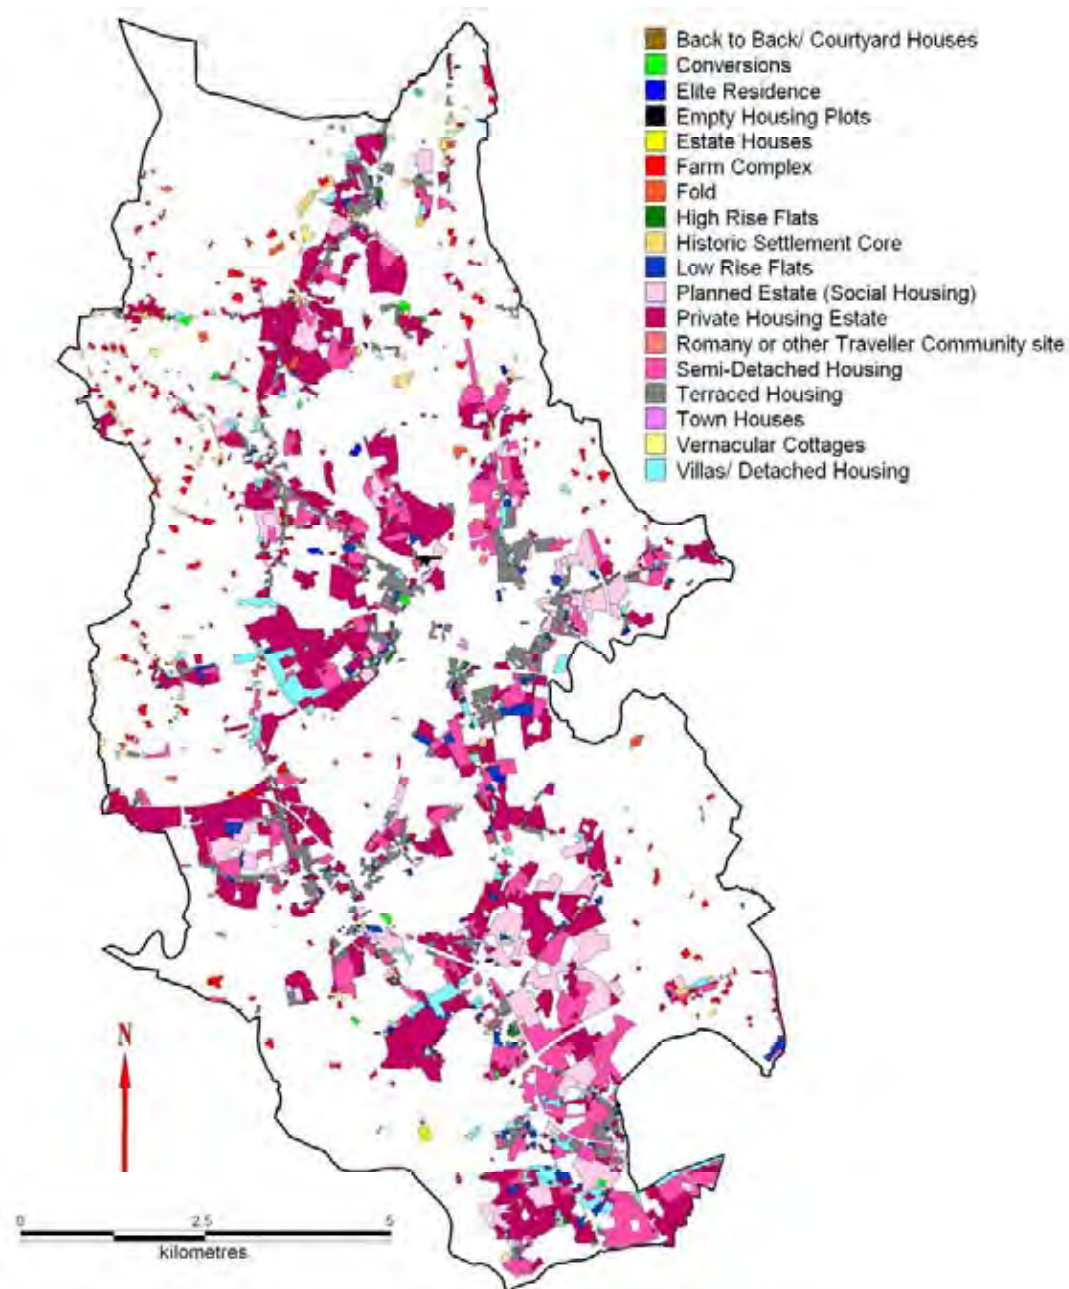 Back to Back/ Courtyard Houses
Conversions
Elite Residence
Empty Housing Plots
Estate Houses
Farm Complex
Fold
High Rise Flats
Historic Settlement Core
Low Rise Flats
Planned Estate (Social Housing)
Private Housing Estate
Romany or other Traveller Community site
Semi-Detached Housing
Terraced Housing
Town Houses
Vernacular Cottages
Villas/ Detached Housing
N
0 2.5 5
kilometres